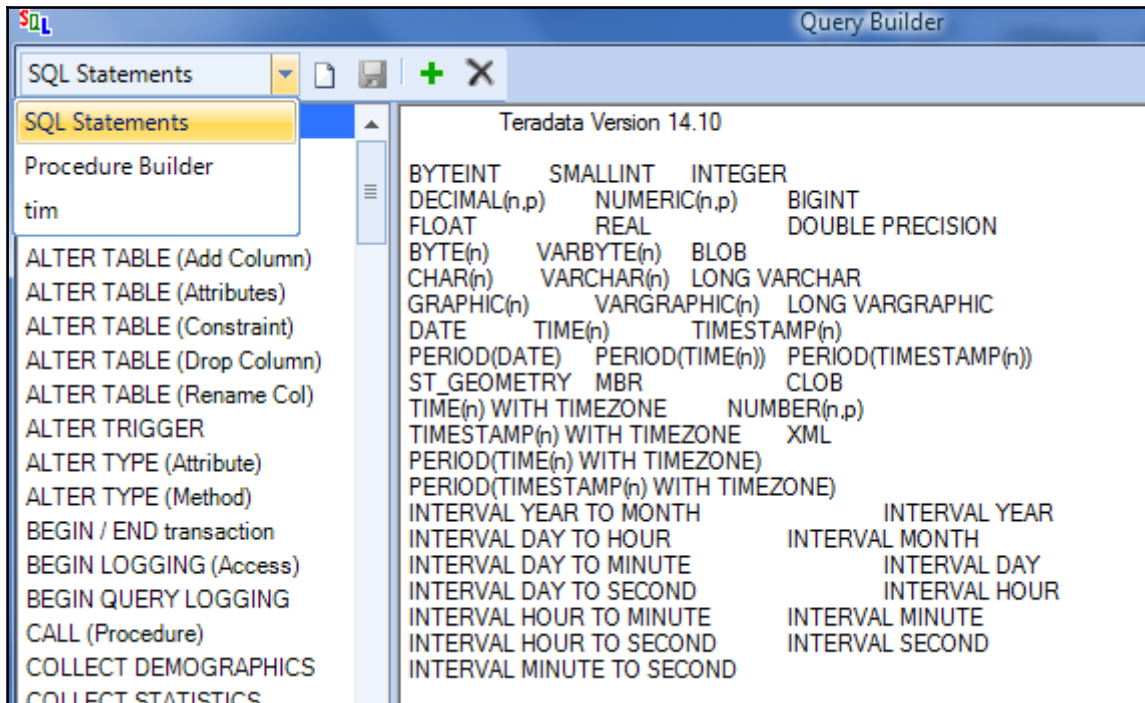 SQL
Query Builder
SQL Statements
SQL Statements
Procedure Builder
tim
ALTER TABLE (Add Column)
ALTER TABLE (Attributes)
ALTER TABLE (Constraint)
ALTER TABLE (Drop Column)
ALTER TABLE (Rename Col)
ALTER TRIGGER
ALTER TYPE (Attribute)
ALTER TYPE (Method)
BEGIN / END transaction
BEGIN LOGGING (Access)
BEGIN QUERY LOGGING
CALL (Procedure)
COLLECT DEMOGRAPHICS
COLLECT STATISTICS
Teradata Version 14.10
BYTEINT SMALLINT INTEGER
DECIMAL(n,p) NUMERIC(n,p) BIGINT
FLOAT REAL DOUBLE PRECISION
BYTE(n) VARBYTE(n) BLOB
CHAR(n) VARCHAR(n) LONG VARCHAR
GRAPHIC(n) VARGRAPHIC(n) LONG VARGRAPHIC
DATE TIME(n) TIMESTAMP(n)
PERIOD(DATE) PERIOD(TIME(n)) PERIOD(TIMESTAMP(n))
ST_GEOMETRY MBR CLOB
TIME(n) WITH TIMEZONE NUMBER(n,p)
TIMESTAMP(n) WITH TIMEZONE XML
PERIOD(TIME(n) WITH TIMEZONE)
PERIOD(TIMESTAMP(n) WITH TIMEZONE)
INTERVAL YEAR TO MONTH INTERVAL YEAR
INTERVAL DAY TO HOUR INTERVAL MONTH
INTERVAL DAY TO MINUTE INTERVAL DAY
INTERVAL DAY TO SECOND INTERVAL HOUR
INTERVAL HOUR TO MINUTE INTERVAL MINUTE
INTERVAL HOUR TO SECOND INTERVAL SECOND
INTERVAL MINUTE TO SECOND